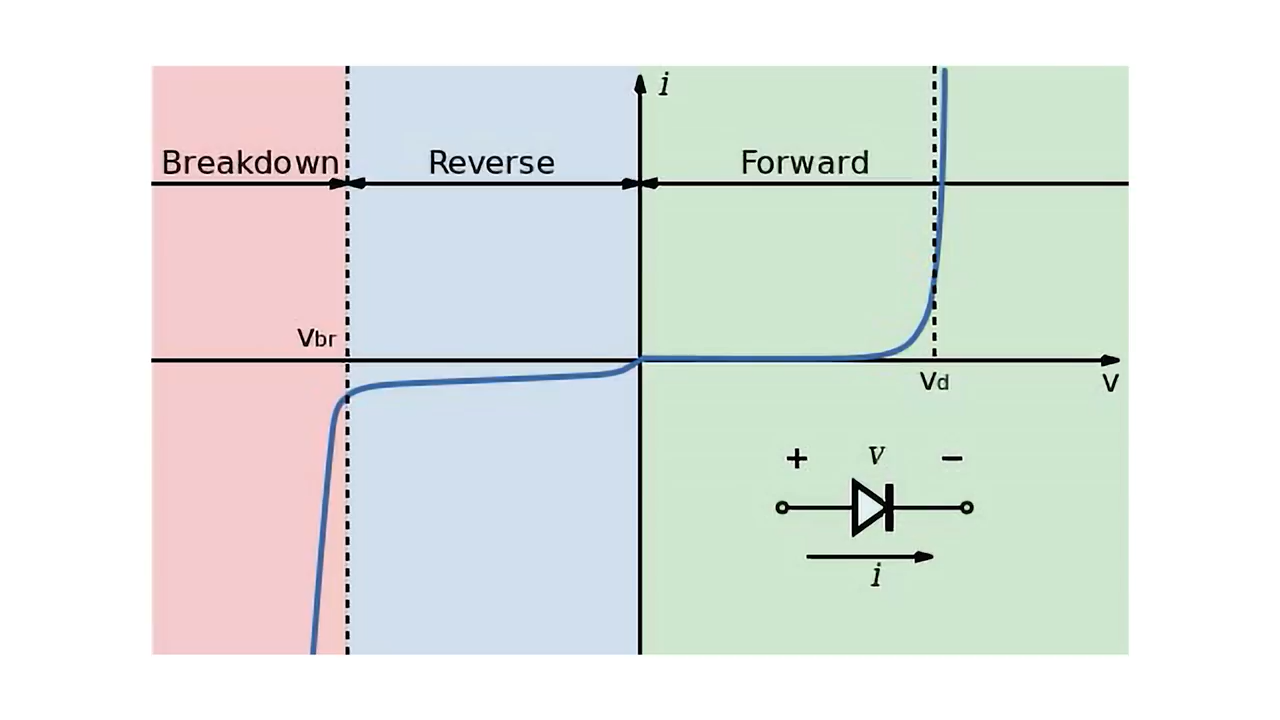 i
Breakdown
Reverse
Forward
Vbr
Vd
V
+ v −
i